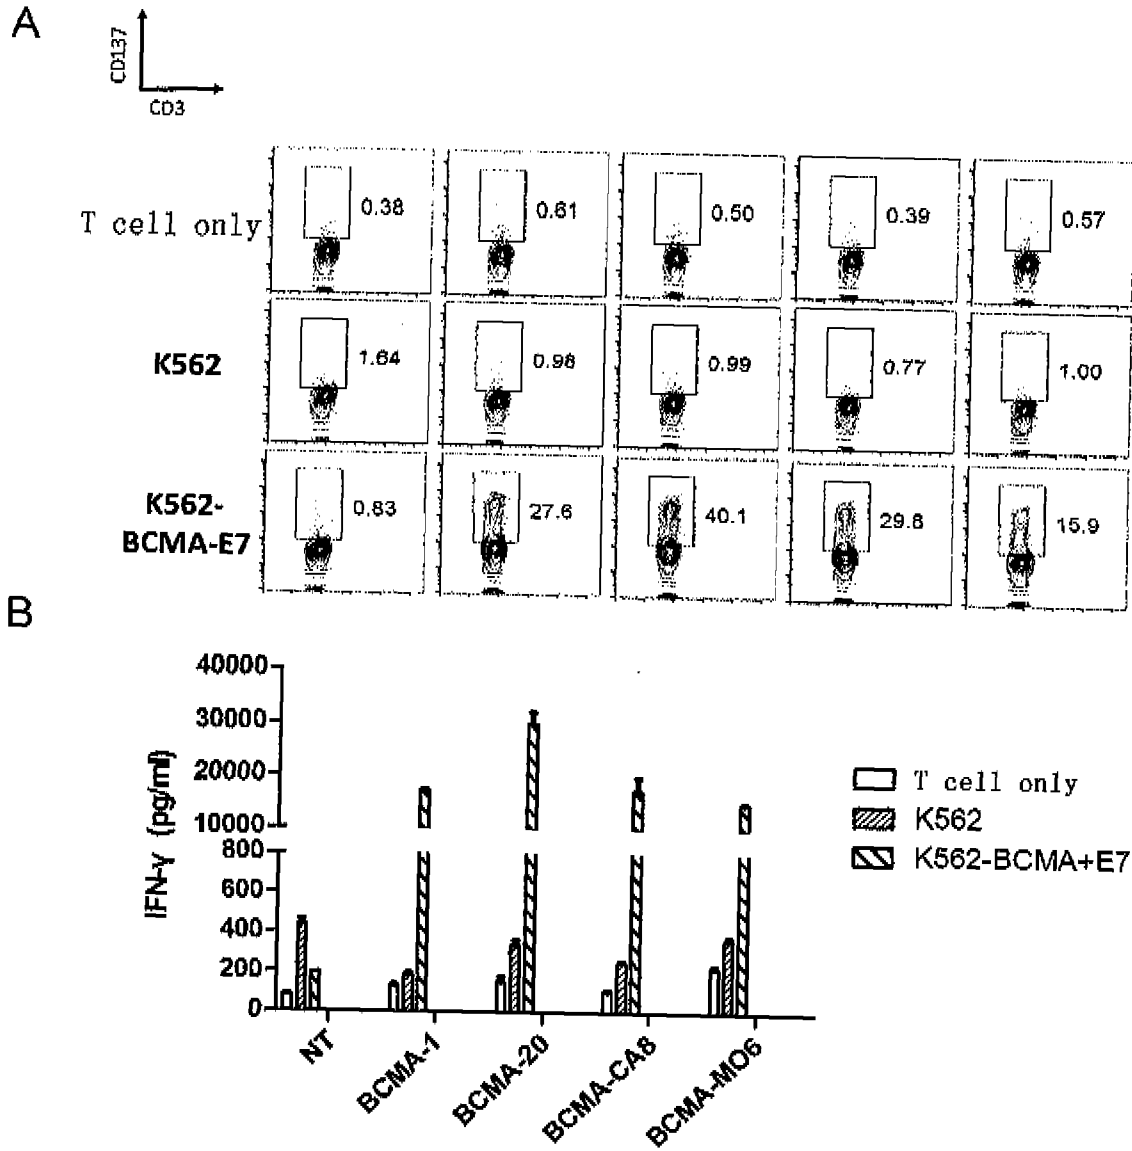 A
CD137
CD3
T cell only
0.38
0.61
0.50
0.39
0.57
K562
1.64
0.98
0.99
0.77
1.00
K562-
BCMA-E7
0.83
27.6
40.1
29.8
15.9
B
IFN-γ (pg/ml)
40000
30000
20000
10000
800
600
400
200
0
T cell only
K562
K562-BCMA+E7
NT
BCMA-1
BCMA-20
BCMA-CA8
BCMA-MO6